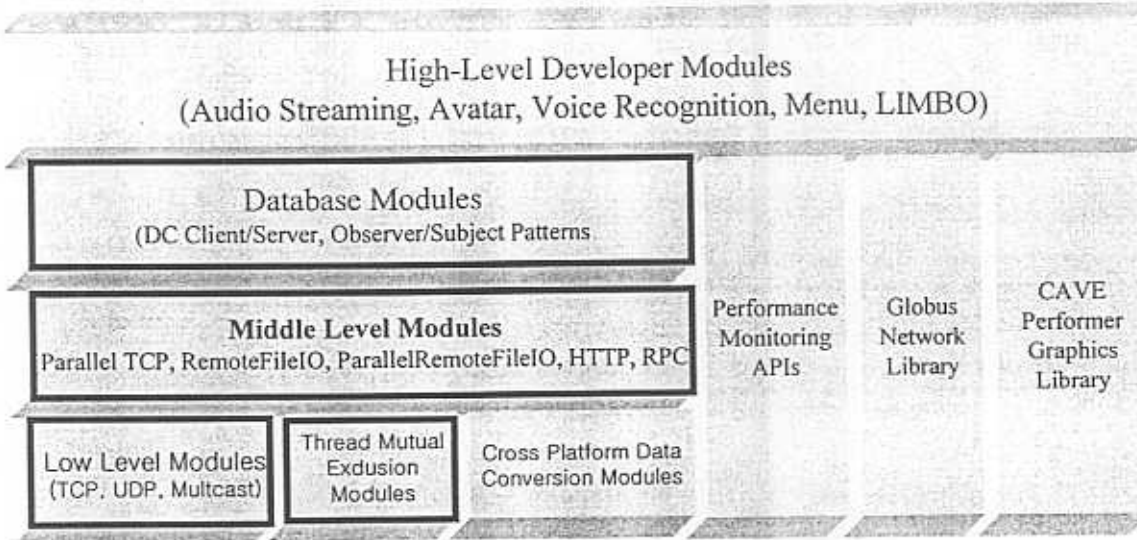 High-Level Developer Modules
(Audio Streaming, Avatar, Voice Recognition, Menu, LIMBO)
Database Modules
(DC Client/Server, Observer/Subject Patterns
Middle Level Modules
Parallel TCP, RemoteFileIO, ParallelRemoteFileIO, HTTP, RPC
Low Level Modules
(TCP, UDP, Multcast)
Thread Mutual
Exdusion
Modules
Cross Platform Data
Conversion Modules
Performance
Monitoring
APIs
Globus
Network
Library
CAVE
Performer
Graphics
Library